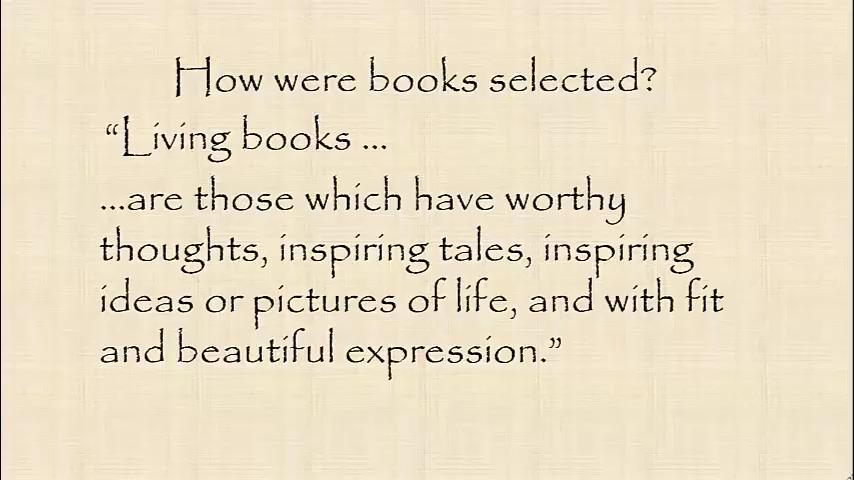 How were books selected?
“Living books ...
...are those which have worthy
thoughts, inspiring tales, inspiring
ideas or pictures of life, and with fit
and beautiful expression.”